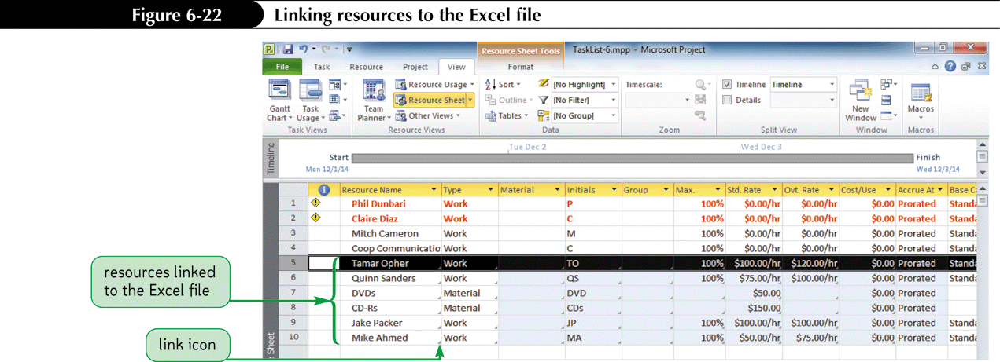 Figure 6-22 Linking resources to the Excel file
Resource Sheet Tools TaskList-6.mpp - Microsoft Project
File Task Resource Project View Format
Gantt Chart Task Usage Team Planner Resource Usage Sort [No Highlight] Timescale: Timeline Timeline New Window Macros
Resource Sheet Outline [No Filter] Details
Other Views Tables [No Group]
Task Views Resource Views Data Zoom Split View Window Macros
Timeline
Tue Dec 2 Wed Dec 3
Start Finish
Mon 12/1/14 Wed 12/3/14
Resource Name Type Material Initials Group Max. Std. Rate Ovt. Rate Cost/Use Accrue At Base Ca
1 Phil Dunbari Work P 100% $0.00/hr $0.00/hr $0.00 Prorated Standa
2 Claire Diaz Work C 100% $0.00/hr $0.00/hr $0.00 Prorated Standa
3 Mitch Cameron Work M 100% $0.00/hr $0.00/hr $0.00 Prorated Standa
4 Coop Communicatio Work C 100% $0.00/hr $0.00/hr $0.00 Prorated Standa
5 Tamar Opher Work TO 100% $100.00/hr $120.00/hr $0.00 Prorated Standa
6 Quinn Sanders Work QS 100% $75.00/hr $100.00/hr $0.00 Prorated Standa
7 DVDs Material DVD $50.00 $0.00 Prorated
8 CD-Rs Material CDs $150.00 $0.00 Prorated
9 Jake Packer Work JP 100% $100.00/hr $100.00/hr $0.00 Prorated Standa
10 Mike Ahmed Work MA 100% $50.00/hr $75.00/hr $0.00 Prorated Standa
e Sheet
resources linked
to the Excel file
link icon